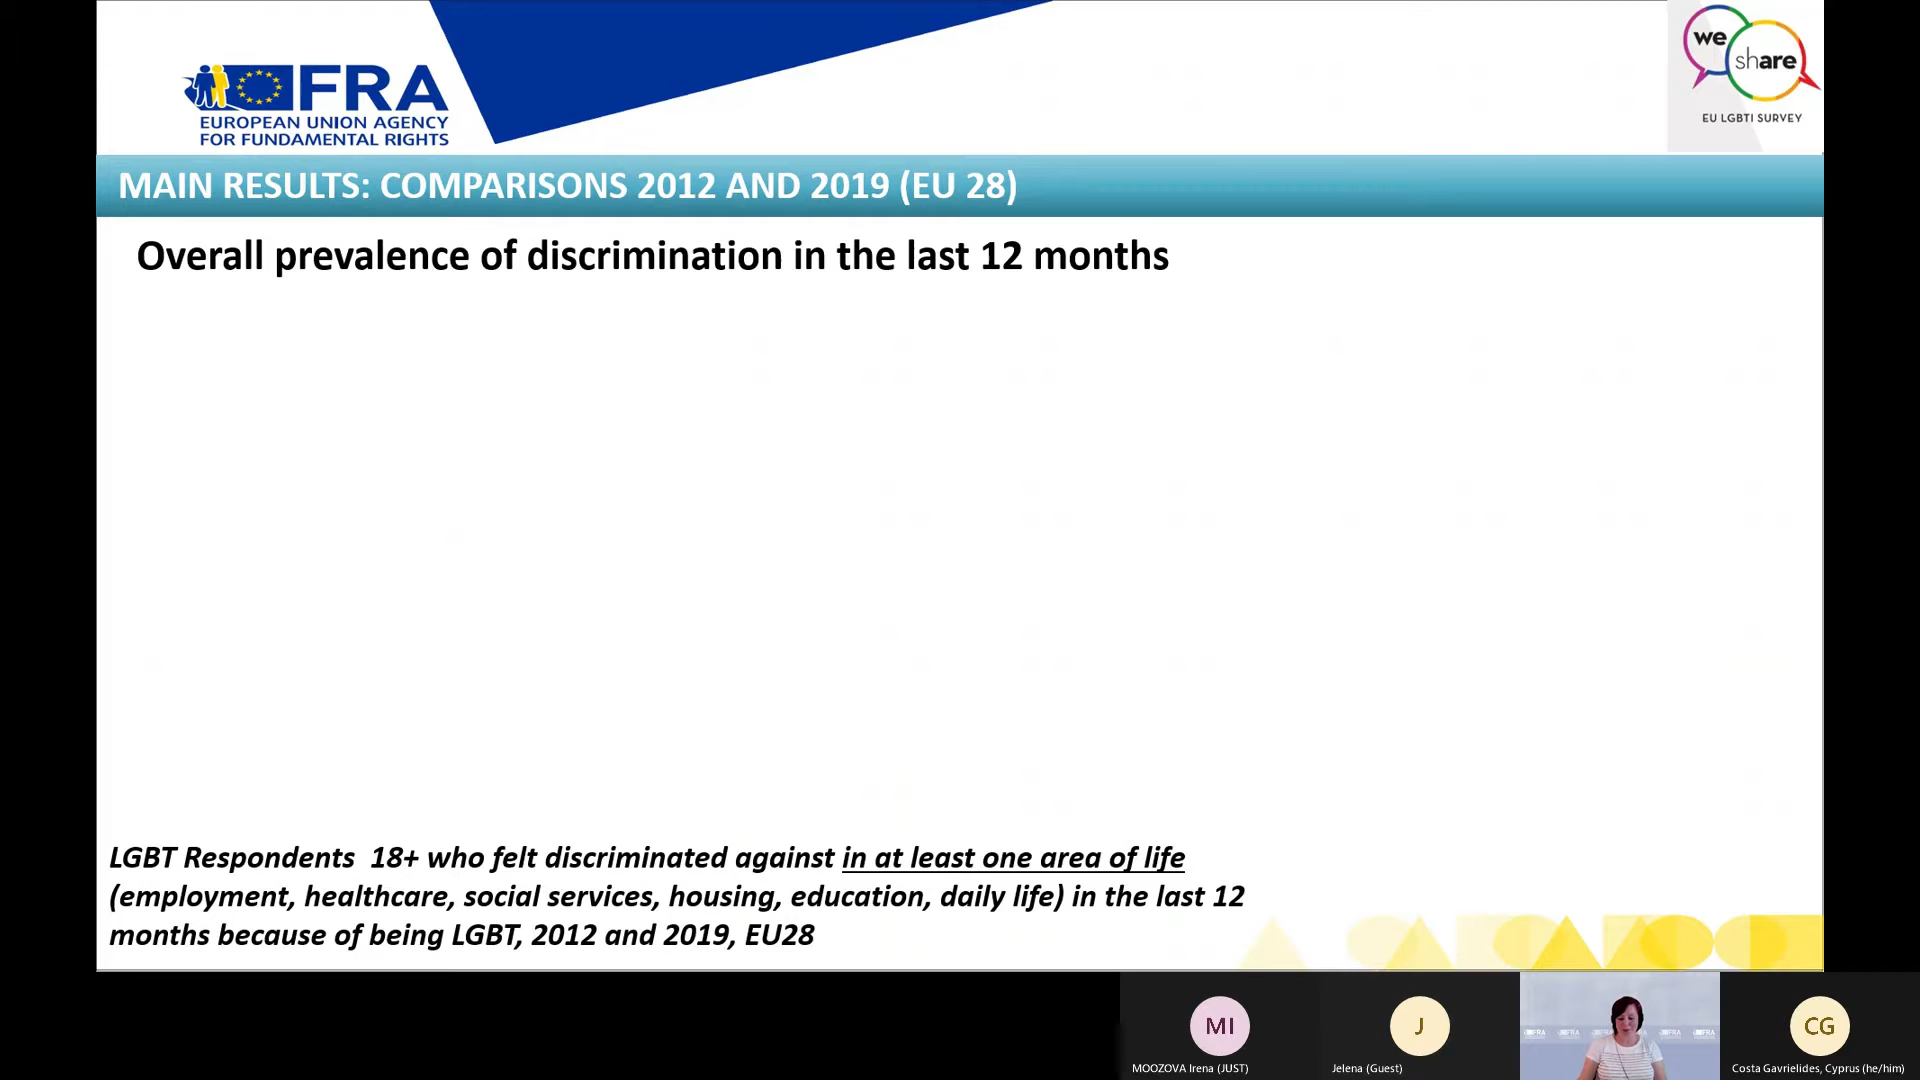 FRA
EUROPEAN UNION AGENCY
FOR FUNDAMENTAL RIGHTS
we
share
EU LGBTI SURVEY
MAIN RESULTS: COMPARISONS 2012 AND 2019 (EU 28)
Overall prevalence of discrimination in the last 12 months
LGBT Respondents 18+ who felt discriminated against in at least one area of life
(employment, healthcare, social services, housing, education, daily life) in the last 12
months because of being LGBT, 2012 and 2019, EU28
MI
J
CG
FRA
FRA
FRA
FRA
MOOZOVA Irena (JUST)
Jelena (Guest)
Costa Gavrielides, Cyprus (he/him)